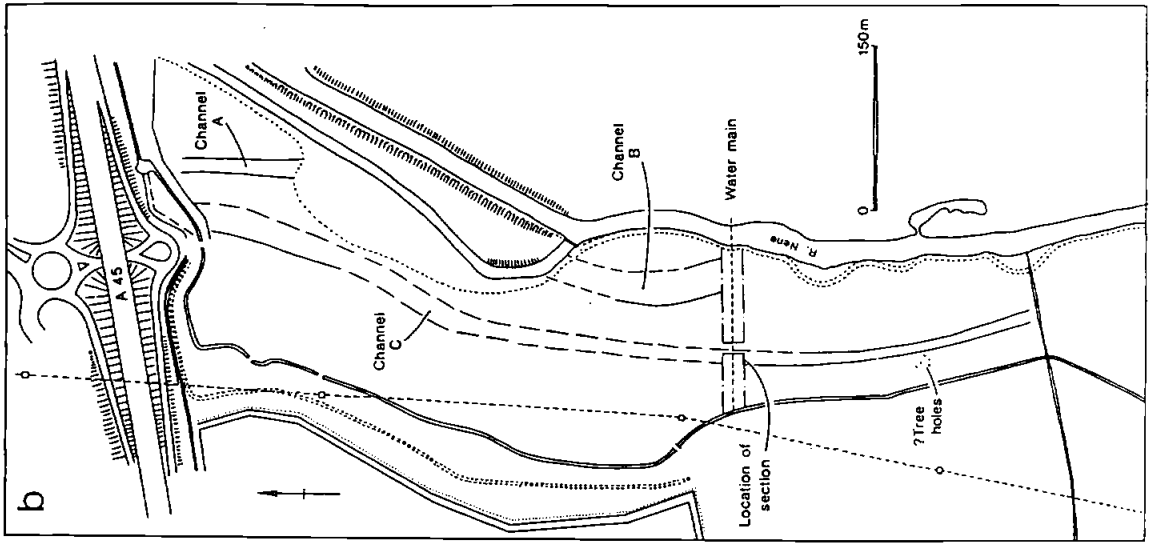 b
A 45
Channel
A
Channel
C
Channel
B
Water main
R. Nene
0 150m
Location of
section
?Tree
holes